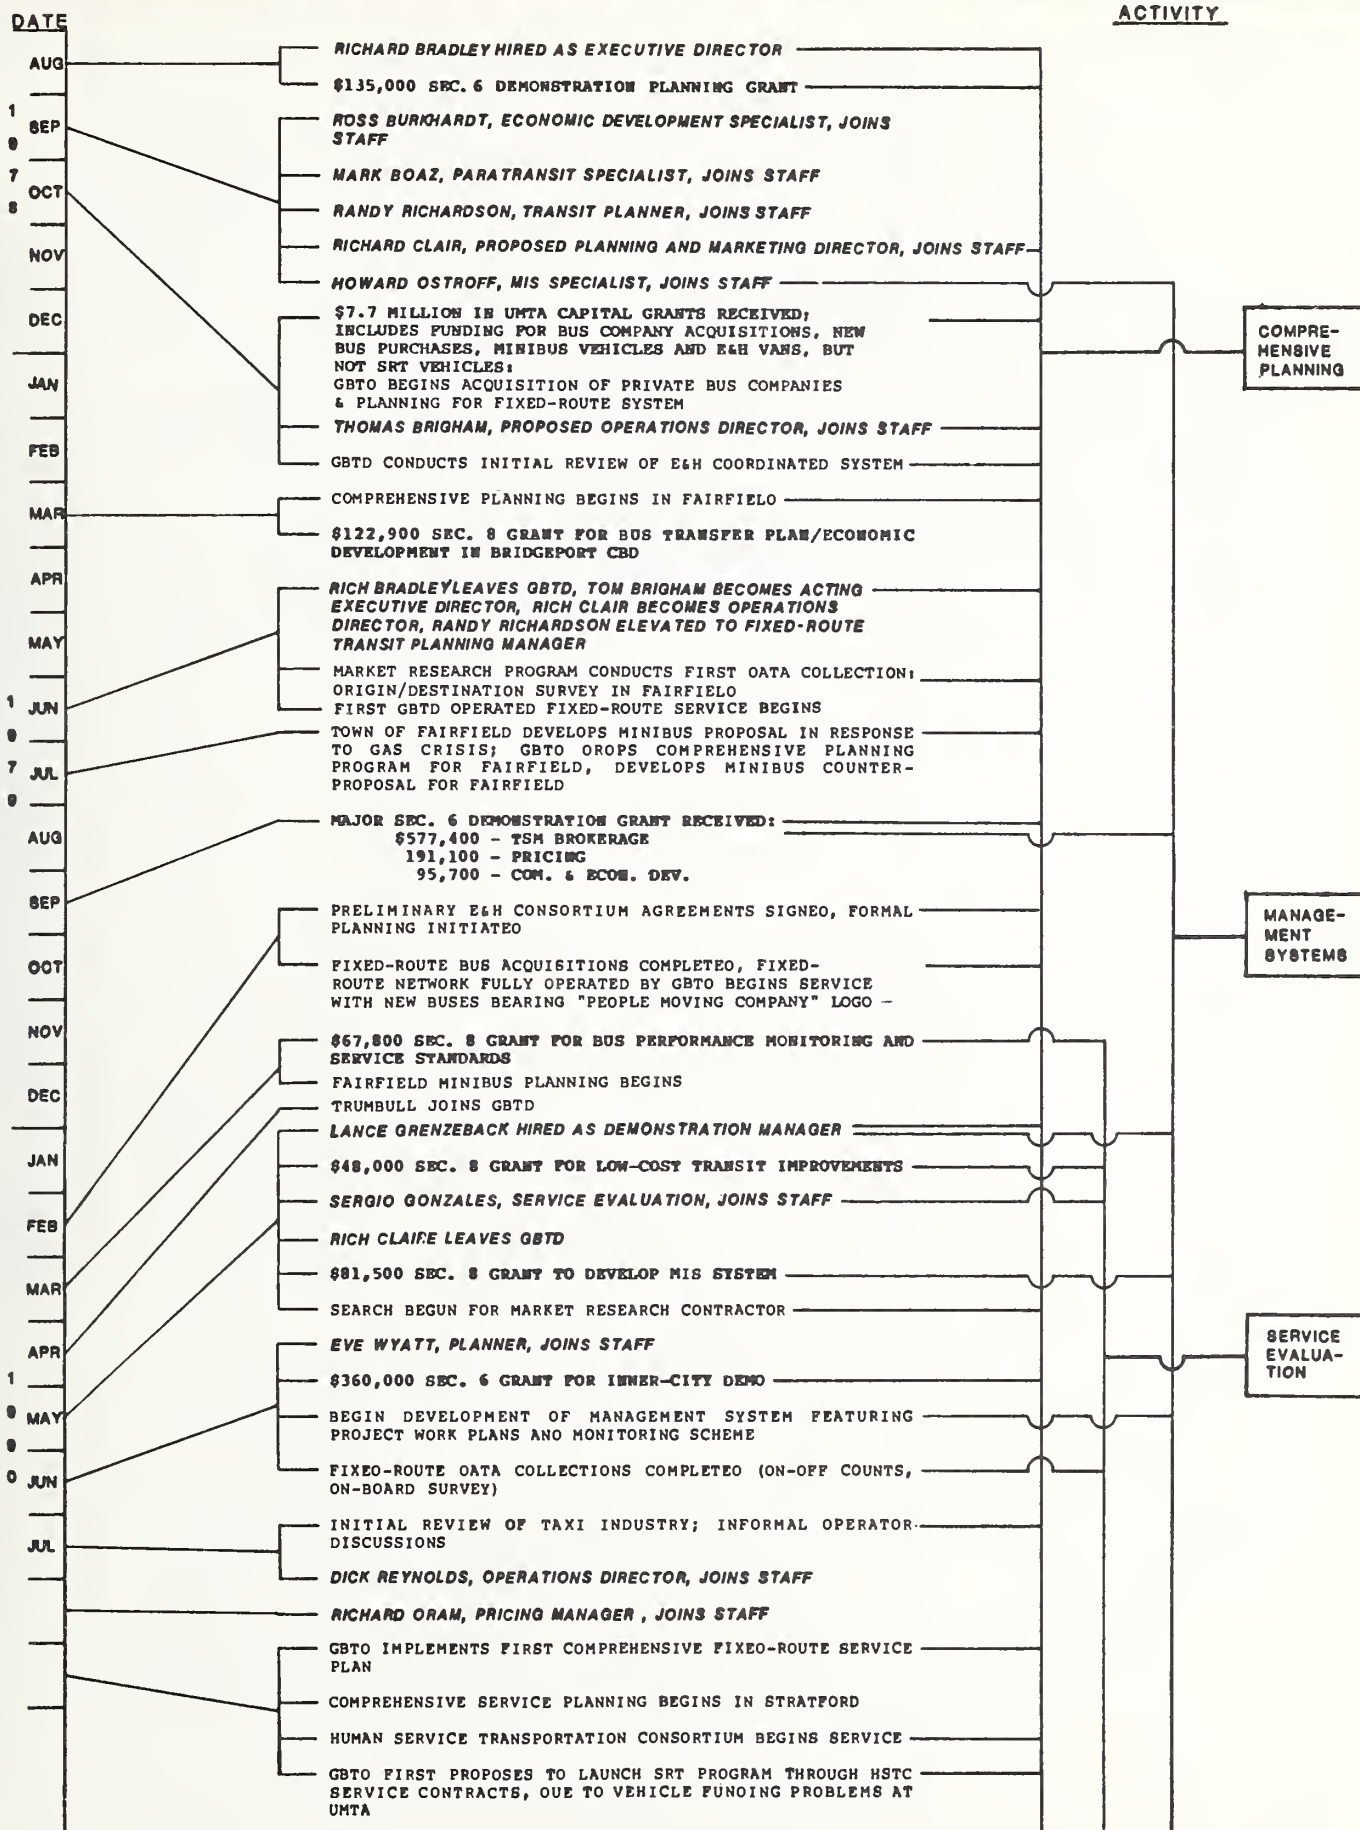 DATE
ACTIVITY
AUG
RICHARD BRADLEY HIRED AS EXECUTIVE DIRECTOR
$135,000 SEC. 6 DEMONSTRATION PLANNING GRANT
1
9
7
8
SEP
ROSS BURKHARDT, ECONOMIC DEVELOPMENT SPECIALIST, JOINS
STAFF
MARK BOAZ, PARATRANSIT SPECIALIST, JOINS STAFF
OCT
RANDY RICHARDSON, TRANSIT PLANNER, JOINS STAFF
NOV
RICHARD CLAIR, PROPOSED PLANNING AND MARKETING DIRECTOR, JOINS STAFF
HOWARD OSTROFF, MIS SPECIALIST, JOINS STAFF
DEC
$7.7 MILLION IN UMTA CAPITAL GRANTS RECEIVED;
INCLUDES FUNDING FOR BUS COMPANY ACQUISITIONS, NEW
BUS PURCHASES, MINIBUS VEHICLES AND E&H VANS, BUT
NOT SRT VEHICLES:
GBTO BEGINS ACQUISITION OF PRIVATE BUS COMPANIES
& PLANNING FOR FIXED-ROUTE SYSTEM
COMPRE-
HENSIVE
PLANNING
JAN
THOMAS BRIGHAM, PROPOSED OPERATIONS DIRECTOR, JOINS STAFF
FEB
GBTD CONDUCTS INITIAL REVIEW OF E&H COORDINATED SYSTEM
MAR
COMPREHENSIVE PLANNING BEGINS IN FAIRFIELO
$122,900 SEC. 8 GRANT FOR BUS TRANSFER PLAN/ECONOMIC
DEVELOPMENT IN BRIDGEPORT CBD
APR
RICH BRADLEY LEAVES GBTD, TOM BRIGHAM BECOMES ACTING
EXECUTIVE DIRECTOR, RICH CLAIR BECOMES OPERATIONS
DIRECTOR, RANDY RICHARDSON ELEVATED TO FIXED-ROUTE
TRANSIT PLANNING MANAGER
MAY
MARKET RESEARCH PROGRAM CONDUCTS FIRST OATA COLLECTION:
ORIGIN/DESTINATION SURVEY IN FAIRFIELO
1
9
7
9
JUN
FIRST GBTD OPERATED FIXED-ROUTE SERVICE BEGINS
TOWN OF FAIRFIELD DEVELOPS MINIBUS PROPOSAL IN RESPONSE
TO GAS CRISIS; GBTO OROPS COMPREHENSIVE PLANNING
PROGRAM FOR FAIRFIELD, DEVELOPS MINIBUS COUNTER-
PROPOSAL FOR FAIRFIELD
JUL
AUG
MAJOR SEC. 6 DEMONSTRATION GRANT RECEIVED:
$577,400 - TSM BROKERAGE
191,100 - PRICING
95,700 - COM. & ECON. DEV.
SEP
PRELIMINARY E&H CONSORTIUM AGREEMENTS SIGNEO, FORMAL
PLANNING INITIATEO
MANAGE-
MENT
SYSTEMS
OCT
FIXED-ROUTE BUS ACQUISITIONS COMPLETEO, FIXED-
ROUTE NETWORK FULLY OPERATED BY GBTO BEGINS SERVICE
WITH NEW BUSES BEARING "PEOPLE MOVING COMPANY" LOGO -
NOV
$67,800 SEC. 8 GRANT FOR BUS PERFORMANCE MONITORING AND
SERVICE STANDARDS
FAIRFIELD MINIBUS PLANNING BEGINS
DEC
TRUMBULL JOINS GBTD
LANCE GRENZEBACK HIRED AS DEMONSTRATION MANAGER
JAN
$48,000 SEC. 8 GRANT FOR LOW-COST TRANSIT IMPROVEMENTS
SERGIO GONZALES, SERVICE EVALUATION, JOINS STAFF
FEB
RICH CLAIRE LEAVES GBTD
$81,500 SEC. 8 GRANT TO DEVELOP MIS SYSTEM
MAR
SEARCH BEGUN FOR MARKET RESEARCH CONTRACTOR
APR
EVE WYATT, PLANNER, JOINS STAFF
SERVICE
EVALUA-
TION
1
9
8
0
$360,000 SEC. 6 GRANT FOR INNER-CITY DEMO
MAY
BEGIN DEVELOPMENT OF MANAGEMENT SYSTEM FEATURING
PROJECT WORK PLANS ANO MONITORING SCHEME
JUN
FIXEO-ROUTE OATA COLLECTIONS COMPLETEO (ON-OFF COUNTS,
ON-BOARD SURVEY)
JUL
INITIAL REVIEW OF TAXI INDUSTRY; INFORMAL OPERATOR
DISCUSSIONS
DICK REYNOLDS, OPERATIONS DIRECTOR, JOINS STAFF
RICHARD ORAM, PRICING MANAGER , JOINS STAFF
GBTO IMPLEMENTS FIRST COMPREHENSIVE FIXEO-ROUTE SERVICE
PLAN
COMPREHENSIVE SERVICE PLANNING BEGINS IN STRATFORD
HUMAN SERVICE TRANSPORTATION CONSORTIUM BEGINS SERVICE
GBTO FIRST PROPOSES TO LAUNCH SRT PROGRAM THROUGH HSTC
SERVICE CONTRACTS, OUE TO VEHICLE FUNOING PROBLEMS AT
UMTA